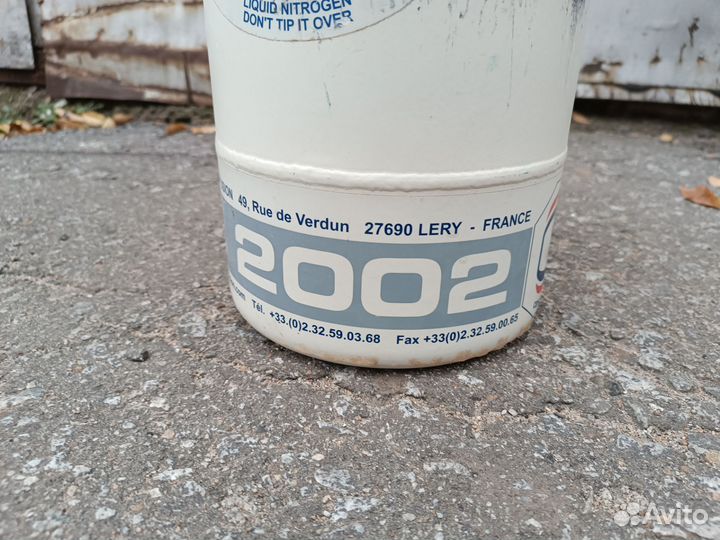 LIQUID NITROGEN
DON'T TIP IT OVER
49, Rue de Verdun 27690 LERY - FRANCE
2002
.com Tél. +33.(0)2.32.59.03.68 Fax +33(0)2.32.59.00.65
Avito